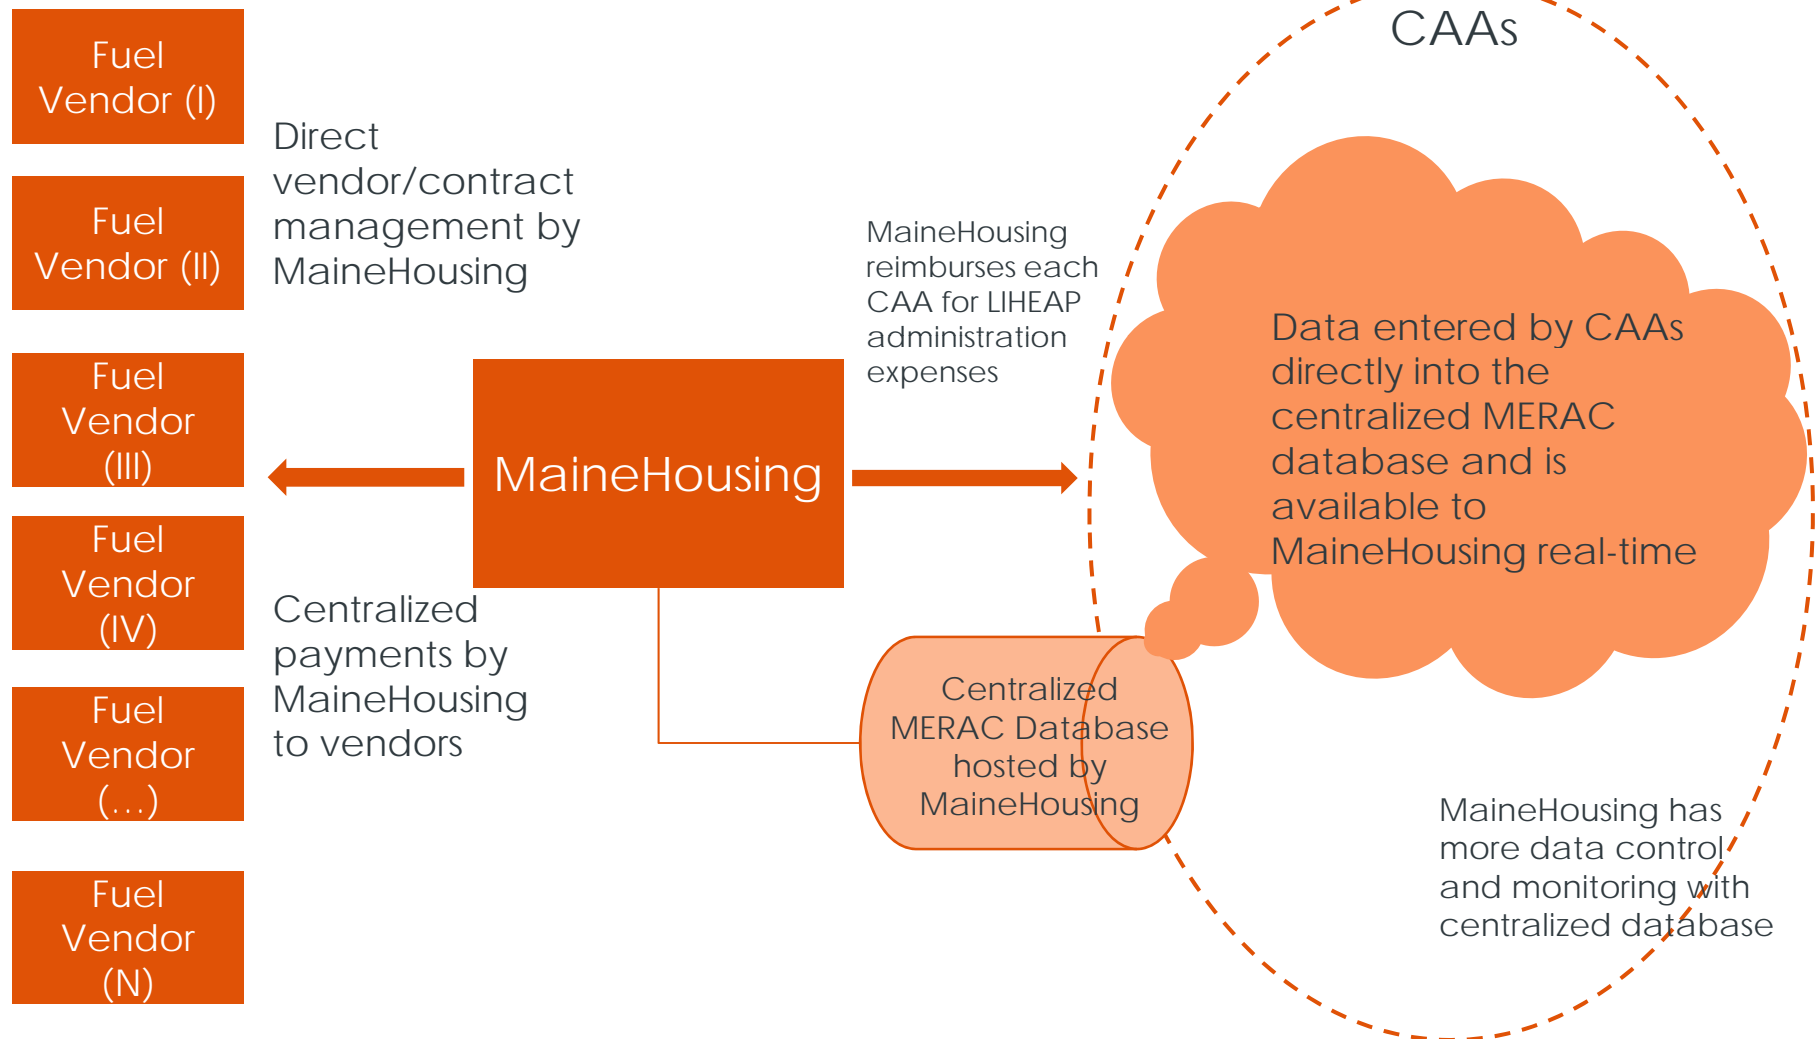 Fuel
Vendor (I)
Fuel
Vendor (II)
Fuel
Vendor
(III)
Fuel
Vendor
(IV)
Fuel
Vendor
(…)
Fuel
Vendor
(N)
Direct
vendor/contract
management by
MaineHousing
Centralized
payments by
MaineHousing
to vendors
MaineHousing
MaineHousing
reimburses each
CAA for LIHEAP
administration
expenses
Centralized
MERAC Database
hosted by
MaineHousing
CAAs
Data entered by CAAs
directly into the
centralized MERAC
database and is
available to
MaineHousing real-time
MaineHousing has
more data control
and monitoring with
centralized database